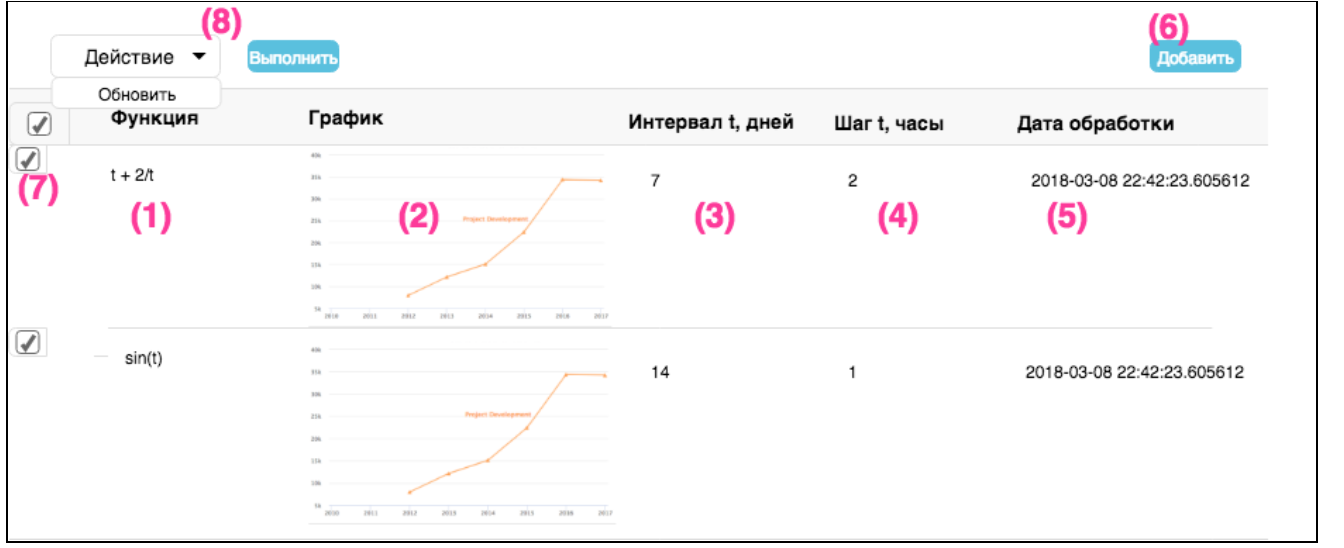 (8)
(6)
Действие
Выполнить
Добавить
Обновить
Функция График Интервал t, дней Шаг t, часы Дата обработки
t + 2/t 7 2 2018-03-08 22:42:23.605612
(7) (1) (2) (3) (4) (5)
40k
35k
30k
25k Project Development
20k
15k
10k
5k
2010 2011 2012 2013 2014 2015 2016 2017
sin(t) 14 1 2018-03-08 22:42:23.605612
40k
35k
30k
25k Project Development
20k
15k
10k
5k
2010 2011 2012 2013 2014 2015 2016 2017